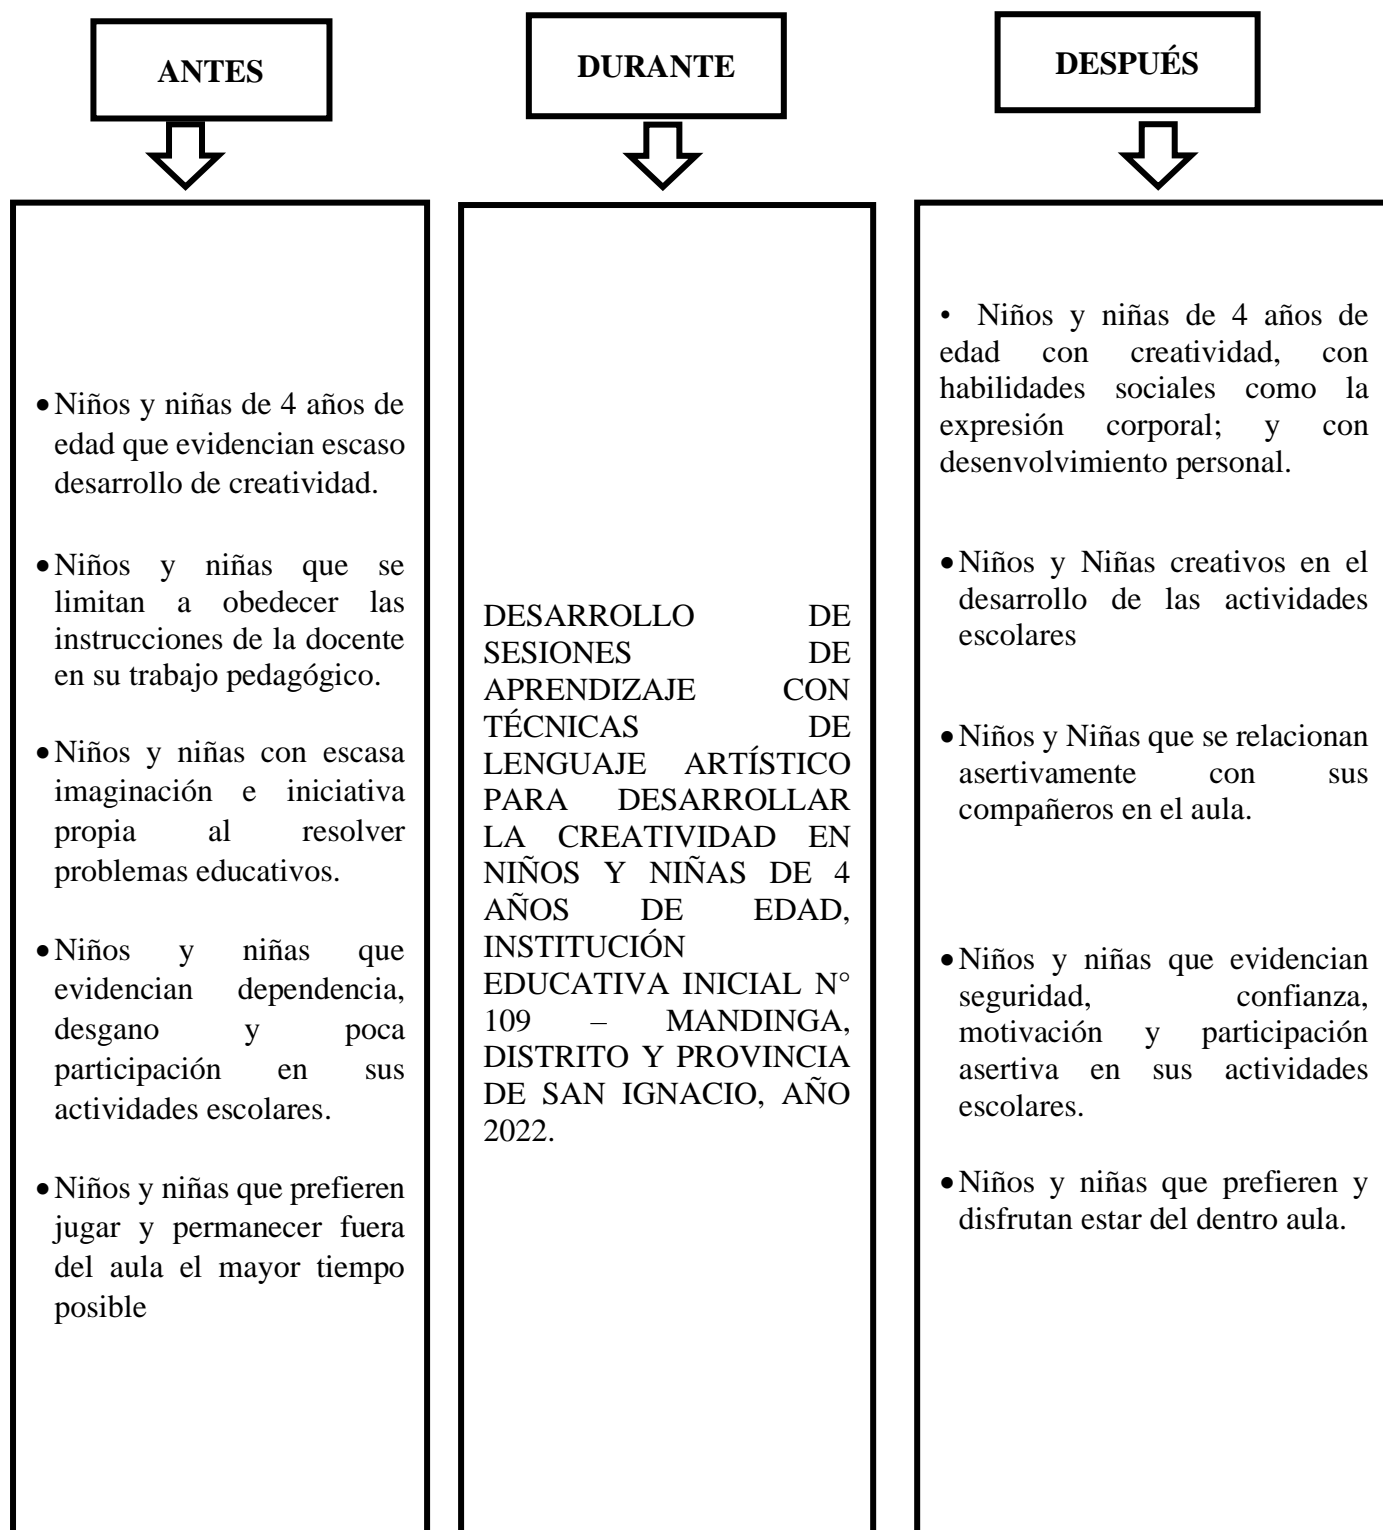 ANTES
• Niños y niñas de 4 años de
edad que evidencian escaso
desarrollo de creatividad.
• Niños y niñas que se
limitan a obedecer las
instrucciones de la docente
en su trabajo pedagógico.
• Niños y niñas con escasa
imaginación e iniciativa
propia al resolver
problemas educativos.
• Niños y niñas que
evidencian dependencia,
desgano y poca
participación en sus
actividades escolares.
• Niños y niñas que prefieren
jugar y permanecer fuera
del aula el mayor tiempo
posible
DURANTE
DESARROLLO DE
SESIONES DE
APRENDIZAJE CON
TÉCNICAS DE
LENGUAJE ARTÍSTICO
PARA DESARROLLAR
LA CREATIVIDAD EN
NIÑOS Y NIÑAS DE 4
AÑOS DE EDAD,
INSTITUCIÓN
EDUCATIVA INICIAL N°
109 – MANDINGA,
DISTRITO Y PROVINCIA
DE SAN IGNACIO, AÑO
2022.
DESPUÉS
• Niños y niñas de 4 años de
edad con creatividad, con
habilidades sociales como la
expresión corporal; y con
desenvolvimiento personal.
• Niños y Niñas creativos en el
desarrollo de las actividades
escolares
• Niños y Niñas que se relacionan
asertivamente con sus
compañeros en el aula.
• Niños y niñas que evidencian
seguridad, confianza,
motivación y participación
asertiva en sus actividades
escolares.
• Niños y niñas que prefieren y
disfrutan estar del dentro aula.